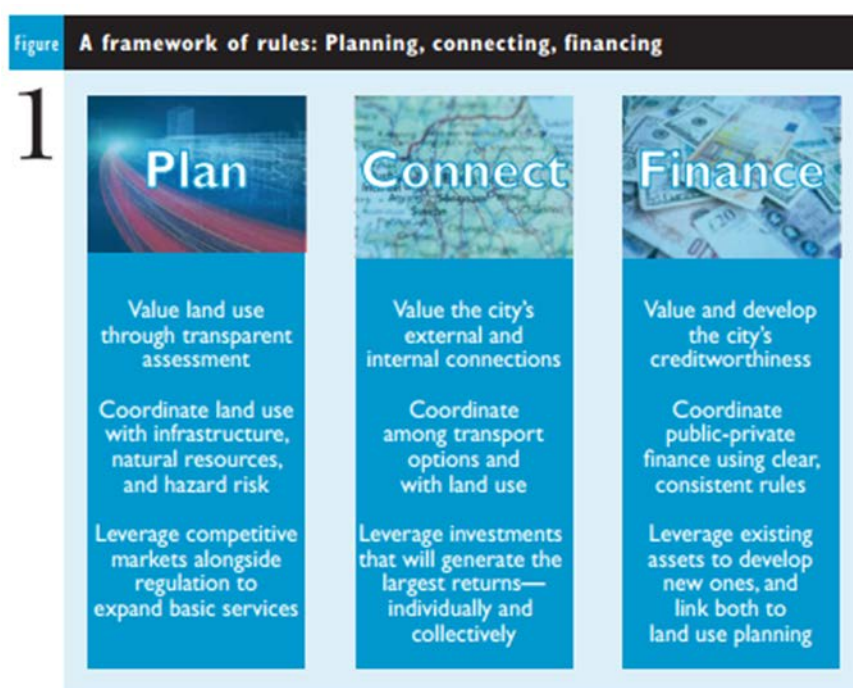 Figure
A framework of rules: Planning, connecting, financing
1
Plan
Value land use
through transparent
assessment
Coordinate land use
with infrastructure,
natural resources,
and hazard risk
Leverage competitive
markets alongside
regulation to
expand basic services
Connect
Value the city's
external and
internal connections
Coordinate
among transport
options and
with land use
Leverage investments
that will generate the
largest returns—
individually and
collectively
Finance
Value and develop
the city's
creditworthiness
Coordinate
public-private
finance using clear,
consistent rules
Leverage existing
assets to develop
new ones, and
link both to
land use planning